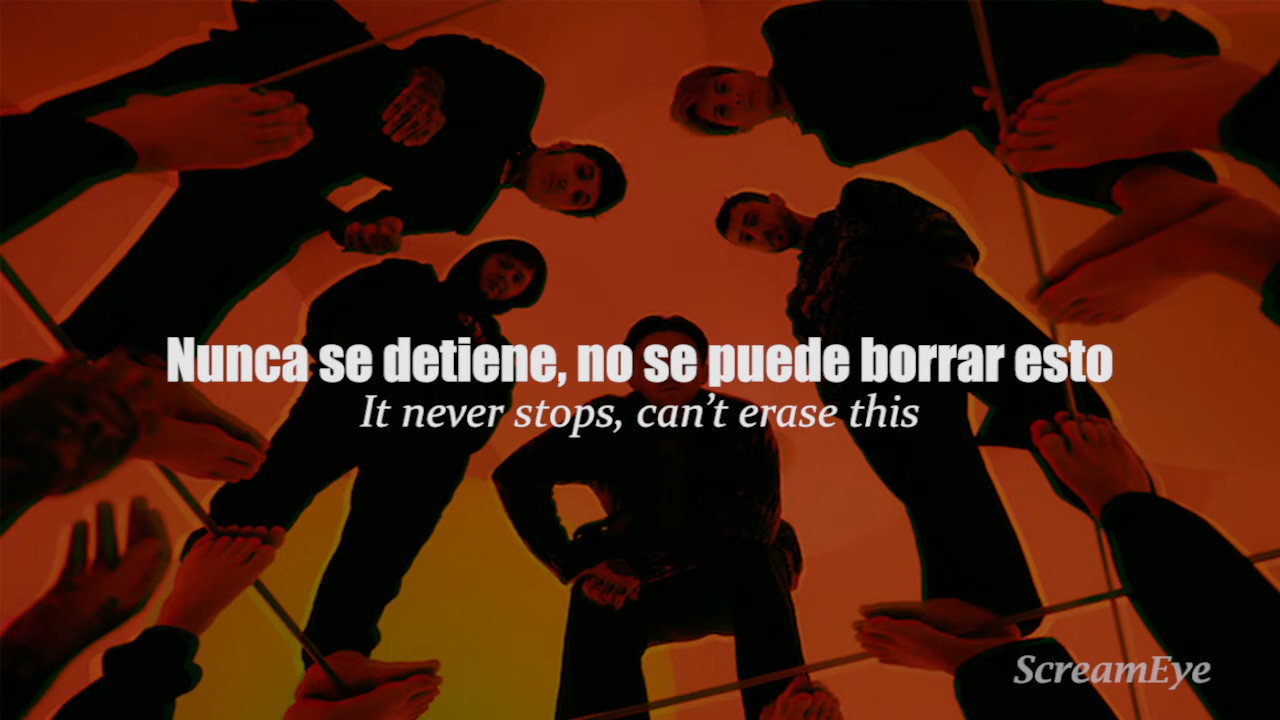 Nunca se detiene, no se puede borrar esto
It never stops, can’t erase this
ScreamEye